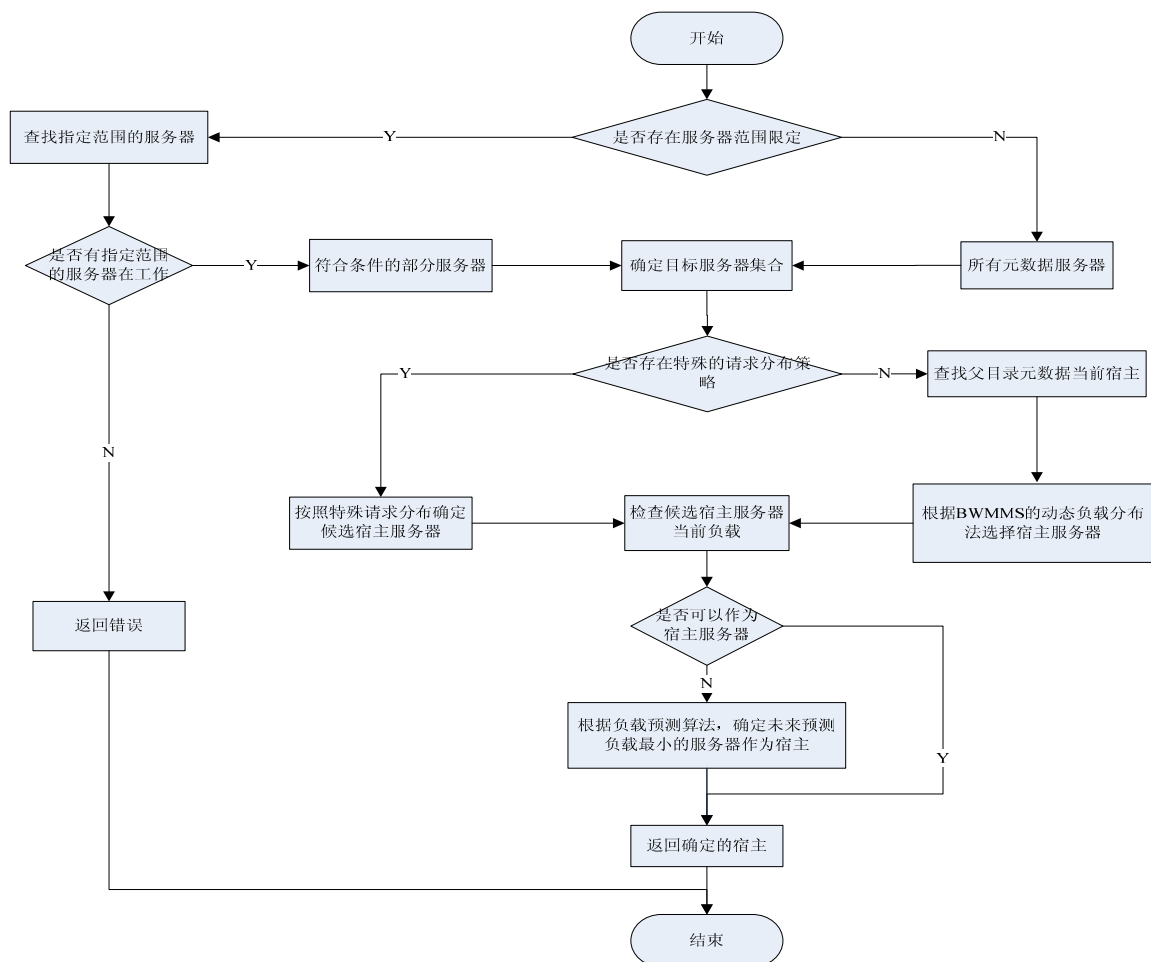 开始
是否存在服务器范围限定
Y
N
查找指定范围的服务器
是否有指定范围
的服务器在工作
Y
符合条件的部分服务器
确定目标服务器集合
所有元数据服务器
是否存在特殊的请求分布策
略
Y
N
查找父目录元数据当前宿主
N
按照特殊请求分布确定
候选宿主服务器
检查候选宿主服务器
当前负载
根据BWMMS的动态负载分布
法选择宿主服务器
返回错误
是否可以作为
宿主服务器
N
根据负载预测算法，确定未来预测
负载最小的服务器作为宿主
Y
返回确定的宿主
结束